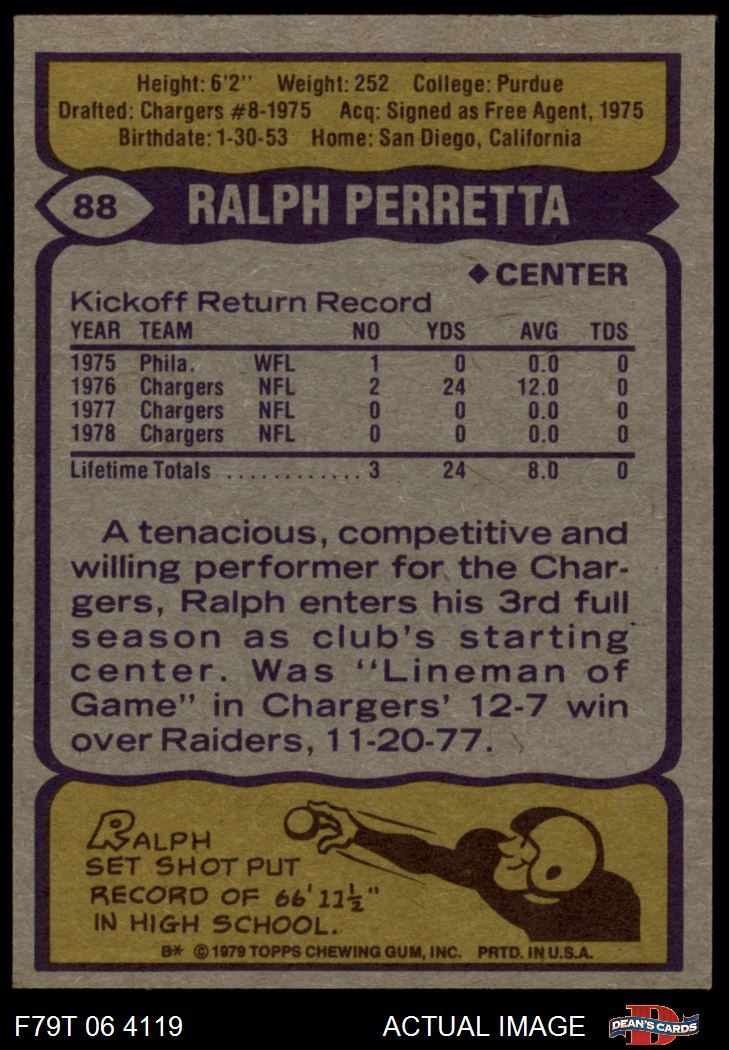 Height: 6'2" Weight: 252 College: Purdue
Drafted: Chargers #8-1975 Acq: Signed as Free Agent, 1975
Birthdate: 1-30-53 Home: San Diego, California
88 RALPH PERRETTA
◆ CENTER
Kickoff Return Record
YEAR TEAM NO YDS AVG TDS
1975 Phila. WFL 1 0 0.0 0
1976 Chargers NFL 2 24 12.0 0
1977 Chargers NFL 0 0 0.0 0
1978 Chargers NFL 0 0 0.0 0
Lifetime Totals . . . . . . . . . . . . 3 24 8.0 0
A tenacious, competitive and
willing performer for the Char-
gers, Ralph enters his 3rd full
season as club's starting
center. Was "Lineman of
Game" in Chargers' 12-7 win
over Raiders, 11-20-77.
RALPH
SET SHOT PUT
RECORD OF 66' 11½"
IN HIGH SCHOOL.
B* © 1979 TOPPS CHEWING GUM, INC. PRTD. IN U.S.A.
F79T 06 4119 ACTUAL IMAGE D DEAN'S CARDS